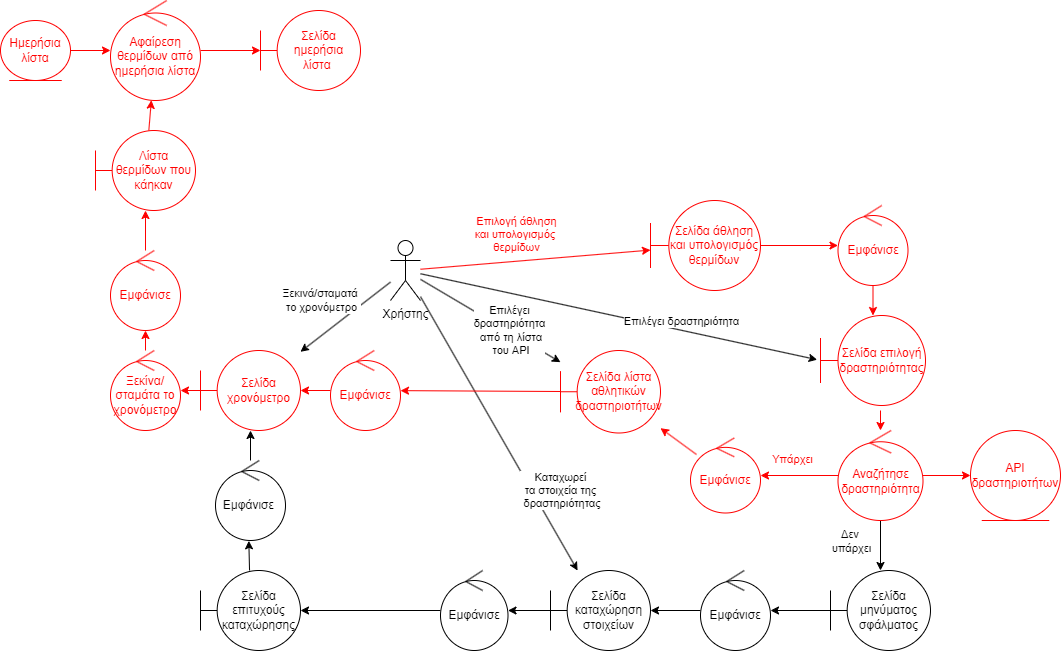 Ημερήσια
λίστα
Αφαίρεση
θερμίδων από
ημερήσια λίστα
Σελίδα
ημερήσια
λίστα
Λίστα
θερμίδων που
κάηκαν
Επιλογή άθληση
και υπολογισμός
θερμίδων
Σελίδα άθληση
και υπολογισμός
θερμίδων
Εμφάνισε
Εμφάνισε
Ξεκινά/σταματά
το χρονόμετρο
Χρήστης
Επιλέγει
δραστηριότητα
από τη λίστα
του API
Επιλέγει δραστηριότητα
Σελίδα επιλογή
δραστηριότητας
Ξεκίνα/
σταμάτα το
χρονόμετρο
Σελίδα
χρονόμετρο
Εμφάνισε
Σελίδα λίστα
αθλητικών
δραστηριοτήτων
Υπάρχει
Εμφάνισε
Αναζήτησε
δραστηριότητα
API
δραστηριοτήτων
Καταχωρεί
τα στοιχεία της
δραστηριότητας
Εμφάνισε
Δεν
υπάρχει
Σελίδα
επιτυχούς
καταχώρησης
Εμφάνισε
Σελίδα
καταχώρηση
στοιχείων
Εμφάνισε
Σελίδα
μηνύματος
σφάλματος